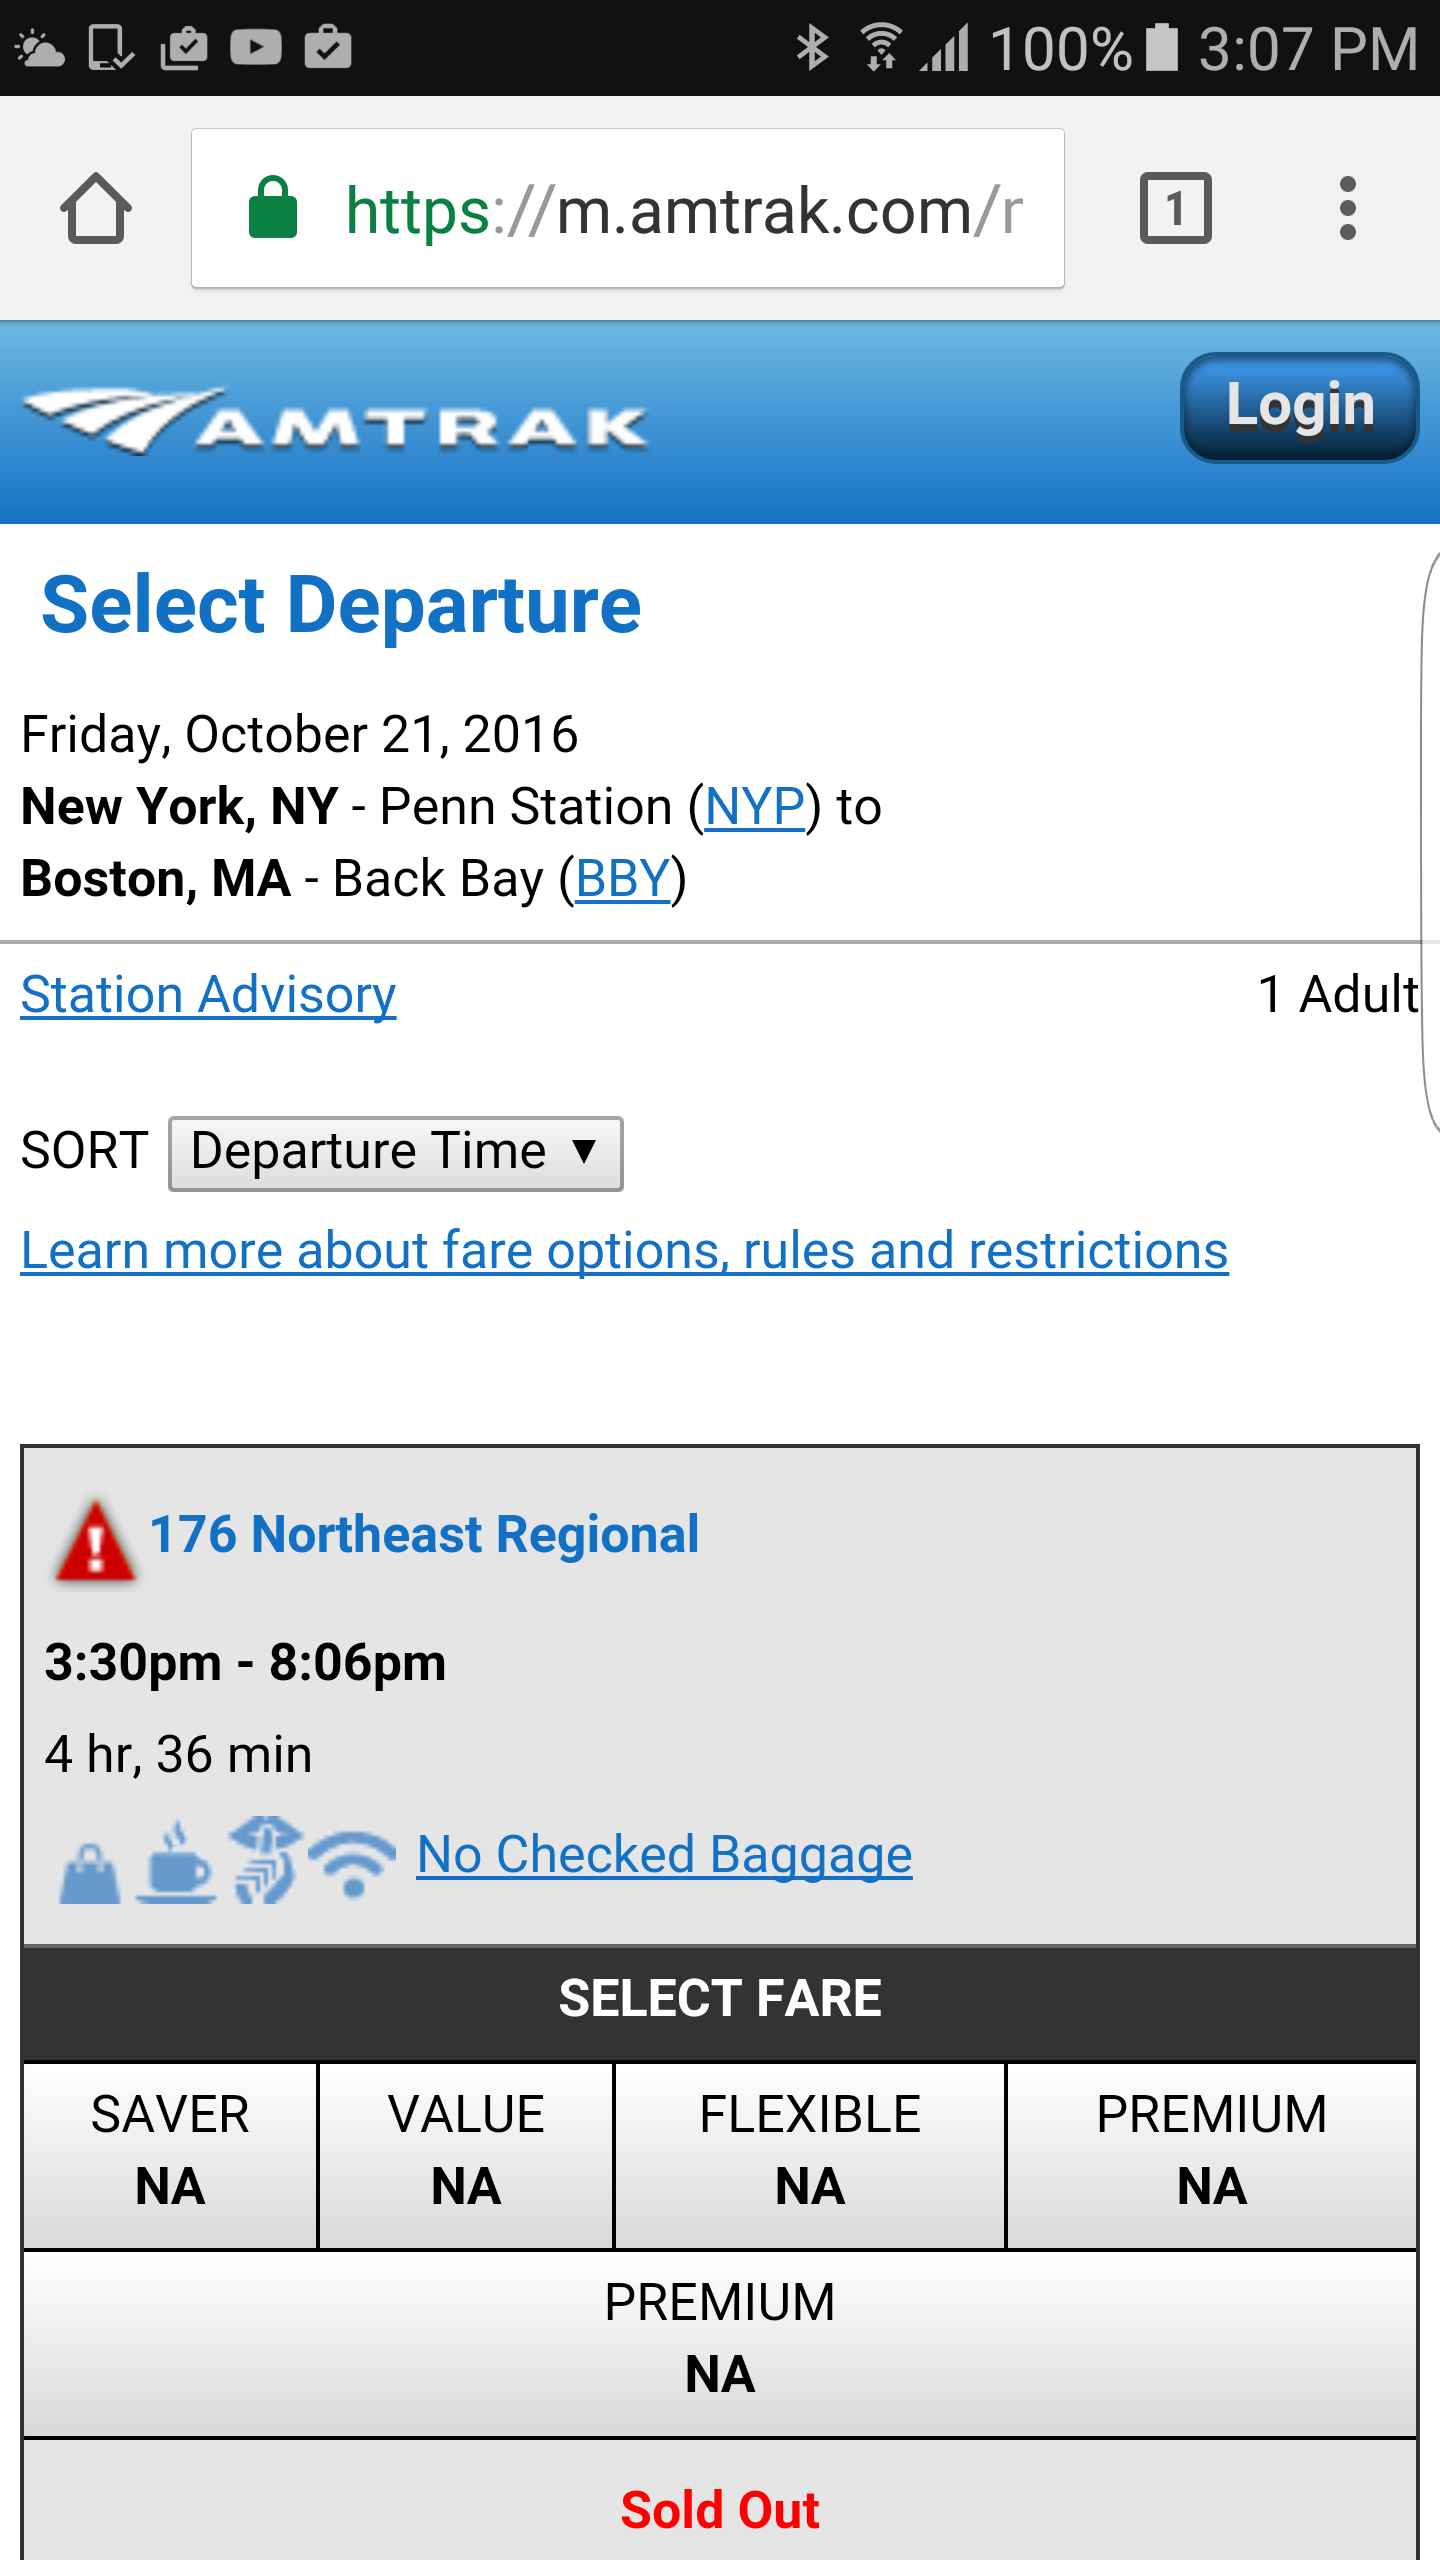 100% 3:07 PM
https://m.amtrak.com/r
1
AMTRAK
Login
Select Departure
Friday, October 21, 2016
New York, NY - Penn Station (NYP) to
Boston, MA - Back Bay (BBY)
Station Advisory
1 Adult
SORT Departure Time ▼
Learn more about fare options, rules and restrictions
176 Northeast Regional
3:30pm - 8:06pm
4 hr, 36 min
No Checked Baggage
SELECT FARE
SAVER VALUE FLEXIBLE PREMIUM
NA NA NA NA
PREMIUM
NA
Sold Out